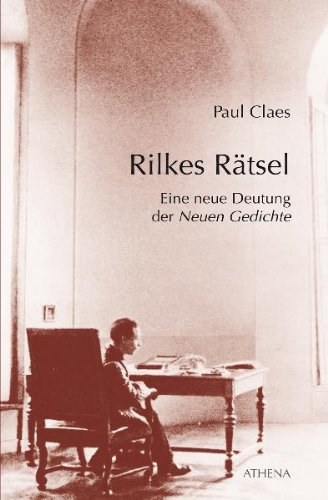 Paul Claes
Rilkes Rätsel
Eine neue Deutung
der Neuen Gedichte
ATHENA